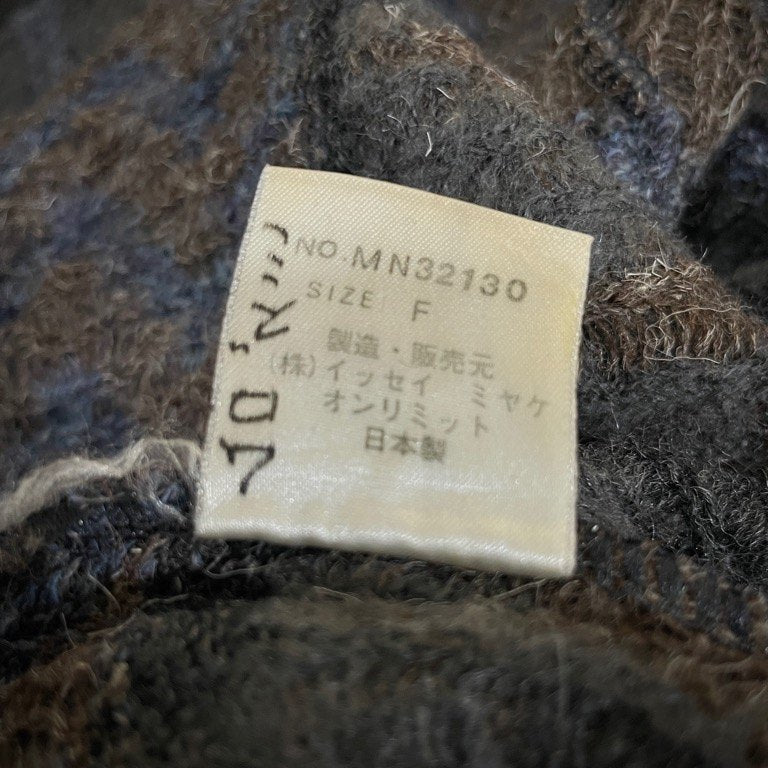 NO.MN32130
SIZE F
製造・販売元
(株)イッセイ ミヤケ
オンリミット
日本製